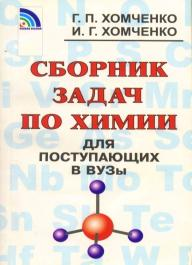 Г. П. ХОМЧЕНКО
И. Г. ХОМЧЕНКО
СБОРНИК
ЗАДАЧ
ПО ХИМИИ
ДЛЯ
ПОСТУПАЮЩИХ
В ВУЗы